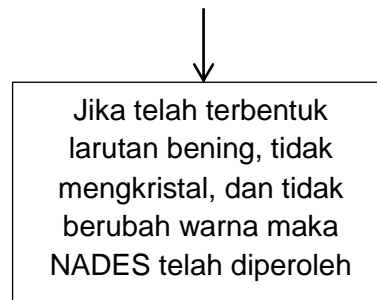 Jika telah terbentuk
larutan bening, tidak
mengkristal, dan tidak
berubah warna maka
NADES telah diperoleh